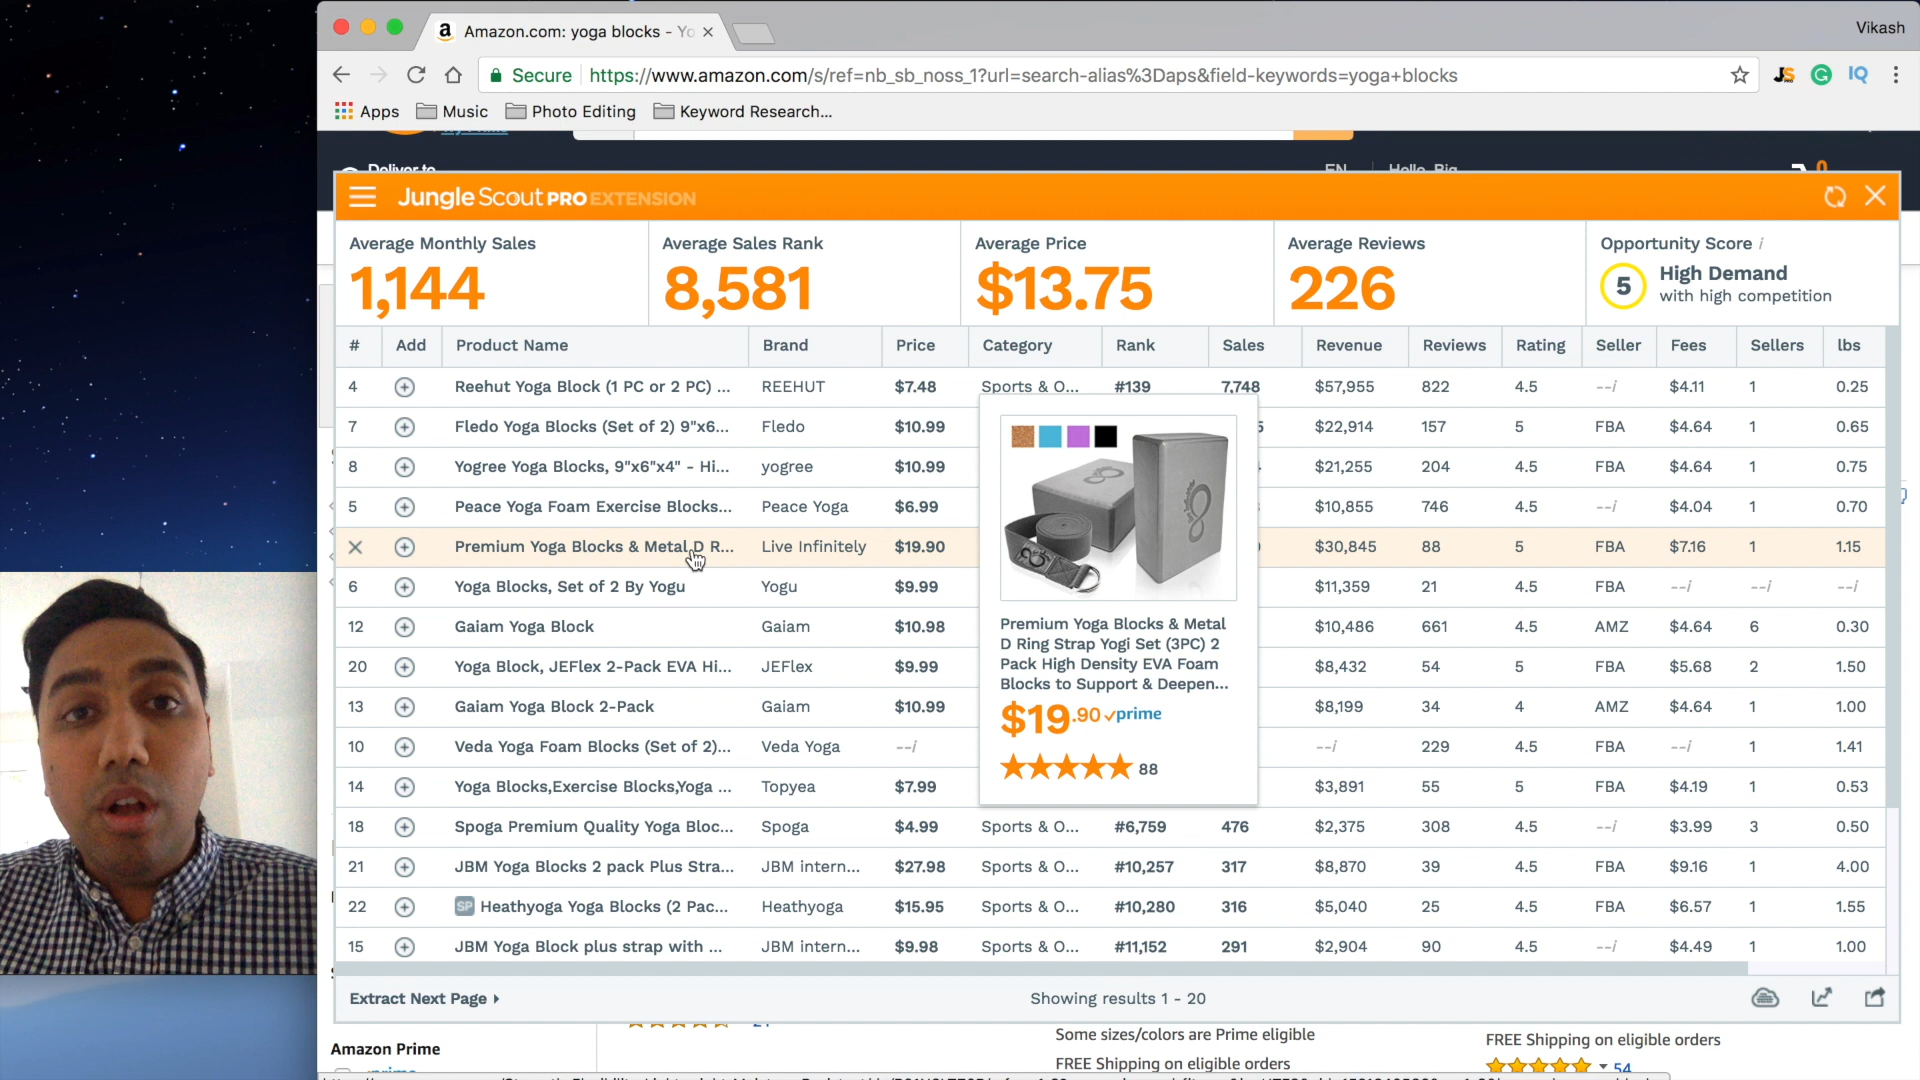 Amazon.com: yoga blocks - Yo
Vikash
Secure https://www.amazon.com/s/ref=nb_sb_noss_1?url=search-alias%3Daps&field-keywords=yoga+blocks
Apps Music Photo Editing Keyword Research...
Deliver to EN Hello, Big 0
Jungle Scout PRO EXTENSION
Average Monthly Sales Average Sales Rank Average Price Average Reviews Opportunity Score i
1,144 8,581 $13.75 226 5 High Demand
with high competition
# Add Product Name Brand Price Category Rank Sales Revenue Reviews Rating Seller Fees Sellers lbs
4 Reehut Yoga Block (1 PC or 2 PC) ... REEHUT $7.48 Sports & O... #139 7,748 $57,955 822 4.5 --i $4.11 1 0.25
7 Fledo Yoga Blocks (Set of 2) 9"x6... Fledo $10.99 $22,914 157 5 FBA $4.64 1 0.65
8 Yogree Yoga Blocks, 9"x6"x4" - Hi... yogree $10.99 $21,255 204 4.5 FBA $4.64 1 0.75
5 Peace Yoga Foam Exercise Blocks... Peace Yoga $6.99 $10,855 746 4.5 --i $4.04 1 0.70
Premium Yoga Blocks & Metal D R... Live Infinitely $19.90 $30,845 88 5 FBA $7.16 1 1.15
6 Yoga Blocks, Set of 2 By Yogu Yogu $9.99 $11,359 21 4.5 FBA --i --i --i
12 Gaiam Yoga Block Gaiam $10.98 $10,486 661 4.5 AMZ $4.64 6 0.30
20 Yoga Block, JEFlex 2-Pack EVA Hi... JEFlex $9.99 $8,432 54 5 FBA $5.68 2 1.50
13 Gaiam Yoga Block 2-Pack Gaiam $10.99 $8,199 34 4 AMZ $4.64 1 1.00
10 Veda Yoga Foam Blocks (Set of 2)... Veda Yoga --i --i 229 4.5 FBA --i 1 1.41
14 Yoga Blocks,Exercise Blocks,Yoga ... Topyea $7.99 $3,891 55 5 FBA $4.19 1 0.53
18 Spoga Premium Quality Yoga Bloc... Spoga $4.99 Sports & O... #6,759 476 $2,375 308 4.5 --i $3.99 3 0.50
21 JBM Yoga Blocks 2 pack Plus Stra... JBM intern... $27.98 Sports & O... #10,257 317 $8,870 39 4.5 FBA $9.16 1 4.00
22 SP Heathyoga Yoga Blocks (2 Pac... Heathyoga $15.95 Sports & O... #10,280 316 $5,040 25 4.5 FBA $6.57 1 1.55
15 JBM Yoga Block plus strap with ... JBM intern... $9.98 Sports & O... #11,152 291 $2,904 90 4.5 --i $4.49 1 1.00
Premium Yoga Blocks & Metal
D Ring Strap Yogi Set (3PC) 2
Pack High Density EVA Foam
Blocks to Support & Deepen...
$19.90 prime
88
Extract Next Page Showing results 1 - 20
Some sizes/colors are Prime eligible
FREE Shipping on eligible orders
FREE Shipping on eligible orders
54
Amazon Prime